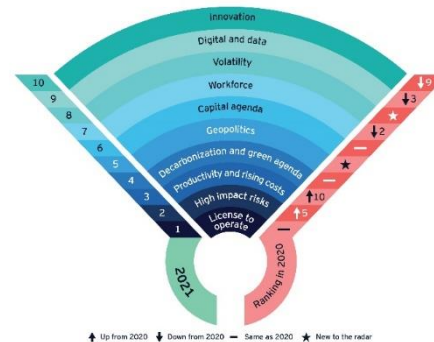 Innovation
Digital and data
Volatility
Workforce
Capital agenda
Geopolitics
Decarbonization and green agenda
Productivity and rising costs
High impact risks
License to
operate
10
9
8
7
6
5
4
3
2
1
↓9
↓3
★
↓2
—
★
—
↑10
↑5
—
2021
Ranking in 2020
↑ Up from 2020 ↓ Down from 2020 — Same as 2020 ★ New to the radar